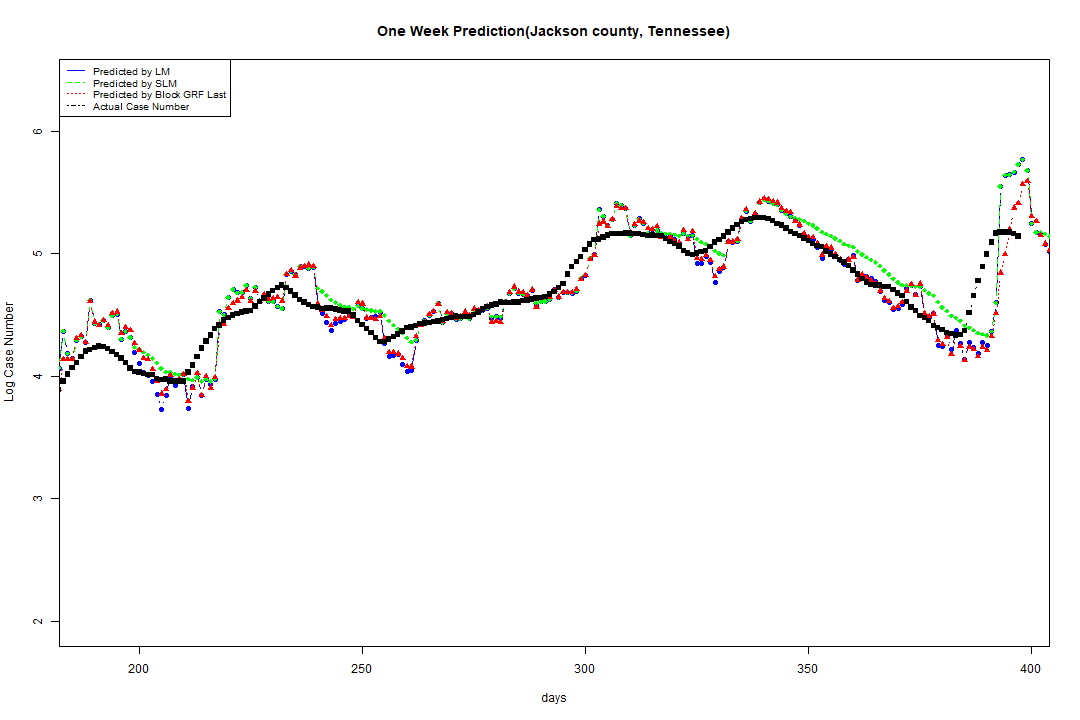 One Week Prediction(Jackson county, Tennessee)
Predicted by LM
Predicted by SLM
Predicted by Block GRF Last
Actual Case Number
6
5
4
3
2
Log Case Number
200 250 300 350 400
days